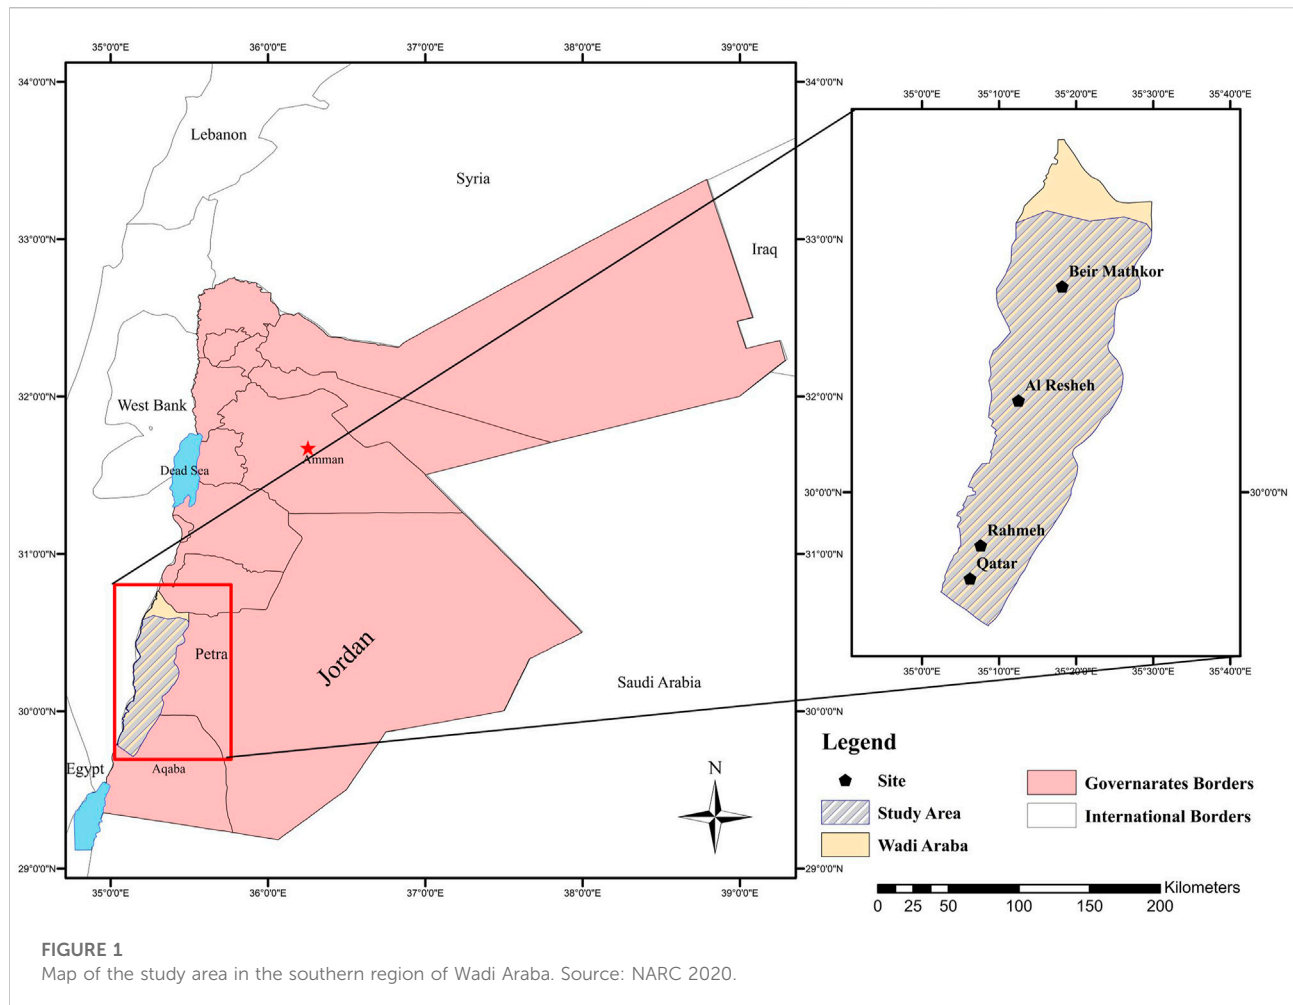 35°0'0"E 36°0'0"E 37°0'0"E 38°0'0"E 39°0'0"E
34°0'0"N 34°0'0"N
33°0'0"N 33°0'0"N
32°0'0"N
32°0'0"N
31°0'0"N
31°0'0"N
30°0'0"N 30°0'0"N
29°0'0"N 29°0'0"N
35°0'0"E 36°0'0"E 37°0'0"E 38°0'0"E 39°0'0"E
Lebanon
Syria
Iraq
West Bank
Dead Sea
Amman
Petra
Jordan
Saudi Arabia
Egypt
Aqaba
N
35°0'0"E 35°10'0"E 35°20'0"E 35°30'0"E 35°40'0"E
Beir Mathkor
Al Resheh
30°0'0"N 30°0'0"N
Rahmeh
Qatar
35°0'0"E 35°10'0"E 35°20'0"E 35°30'0"E 35°40'0"E
Legend
Site
Study Area
Wadi Araba
Governarates Borders
International Borders
Kilometers
0 25 50 100 150 200
FIGURE 1
Map of the study area in the southern region of Wadi Araba. Source: NARC 2020.